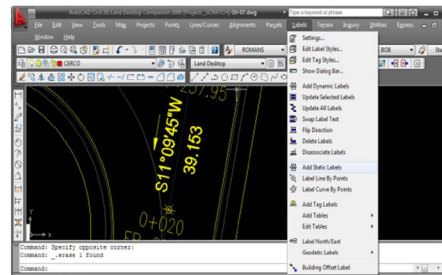 AutoCAD Civil 3D Land Desktop Companion 2009 [Project: SCRATCH] GV-07.dwg
Type a keyword or phrase
File Edit View Tools Map Projects Points Lines/Curves Alignments Parcels Labels Terrain Inquiry Utilities Express
Window Help
ROMANS
CERCO
Land Desktop
Settings...
Edit Label Styles...
Edit Tag Styles...
Show Dialog Bar...
Add Dynamic Labels
Update Selected Labels
Update All Labels
Swap Label Text
Flip Direction
Delete Labels
Disassociate Labels
Add Static Labels
Label Line By Points
Label Curve By Points
Add Tag Labels
Add Tables
Edit Tables
Label North/East
Geodetic Labels
Building Offset Label
S11°09'45"W
39.153
0+020
Command: Specify opposite corner:
Command: _.erase 1 found
Command: